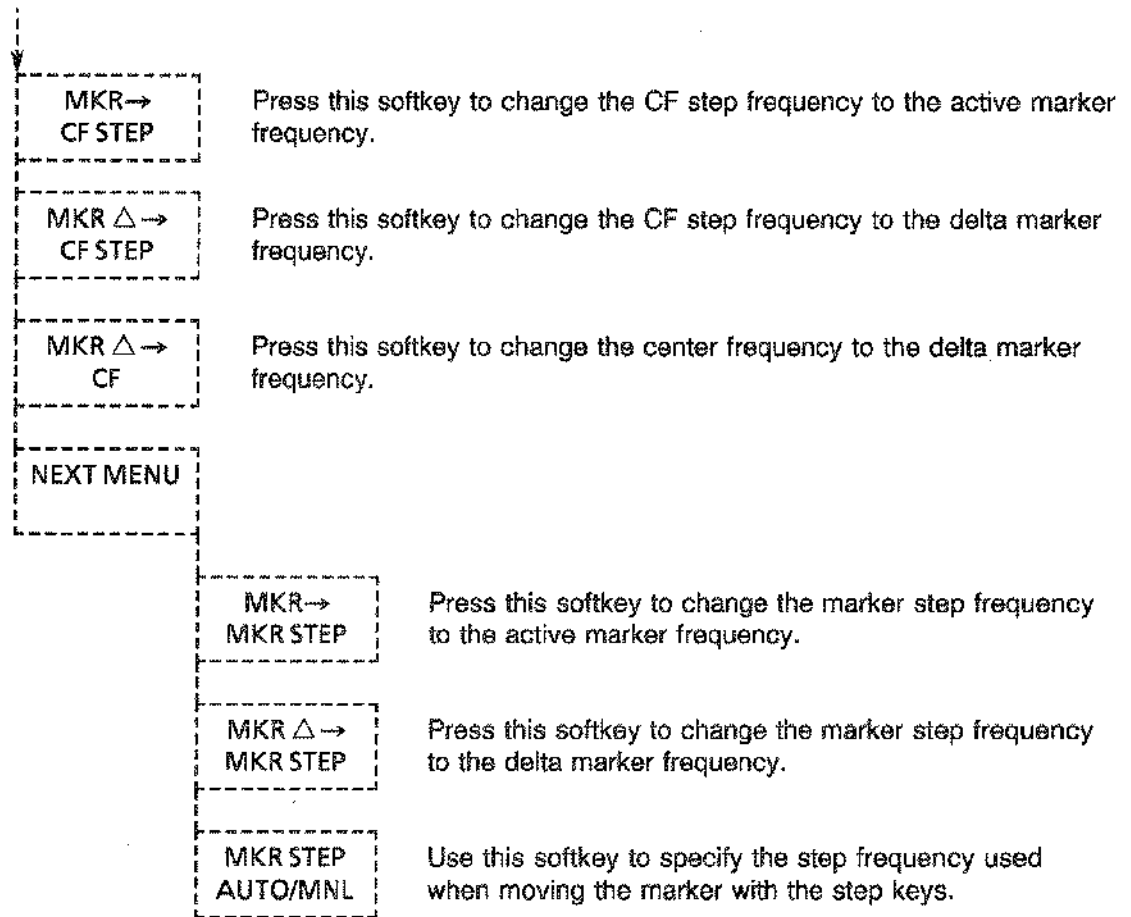 MKR→
CF STEP
Press this softkey to change the CF step frequency to the active marker
frequency.
MKR △→
CF STEP
Press this softkey to change the CF step frequency to the delta marker
frequency.
MKR △→
CF
Press this softkey to change the center frequency to the delta marker
frequency.
NEXT MENU
MKR→
MKR STEP
Press this softkey to change the marker step frequency
to the active marker frequency.
MKR △→
MKR STEP
Press this softkey to change the marker step frequency
to the delta marker frequency.
MKR STEP
AUTO/MNL
Use this softkey to specify the step frequency used
when moving the marker with the step keys.